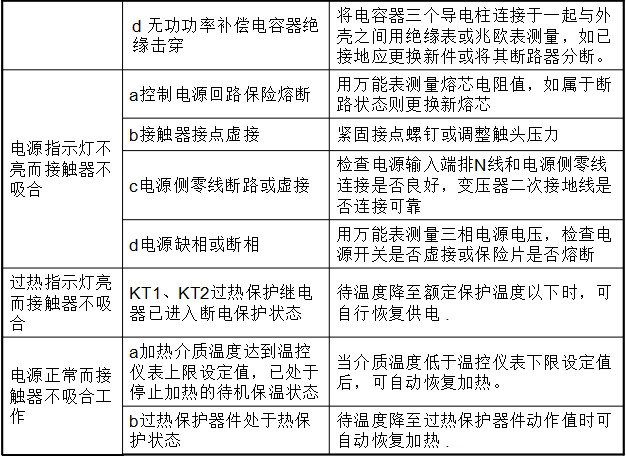 d 无功功率补偿电容器绝
缘击穿
将电容器三个导电柱连接于一起与外
壳之间用绝缘表或兆欧表测量，如已
接地应更换新件或将其断路器分断。
电源指示灯不
亮而接触器不
吸合
a控制电源回路保险熔断
用万能表测量熔芯电阻值，如属于断
路状态则更换新熔芯
b接触器接点虚接
紧固接点螺钉或调整触头压力
c电源侧零线断路或虚接
检查电源输入端排N线和电源侧零线
连接是否良好，变压器二次接地线是
否连接可靠
d电源缺相或断相
用万能表测量三相电源电压，检查电
源开关是否虚接或保险片是否熔断
过热指示灯亮
而接触器不吸
合
KT1、KT2过热保护继电
器已进入断电保护状态
待温度降至额定保护温度以下时，可
自行恢复供电．
电源正常而接
触器不吸合工
作
a加热介质温度达到温控
仪表上限设定值，已处于
停止加热的待机保温状态
当介质温度低于温控仪表下限设定值
后，可自动恢复加热。
b过热保护器件处于热保
护状态
待温度降至过热保护器件动作值时可
自动恢复加热．